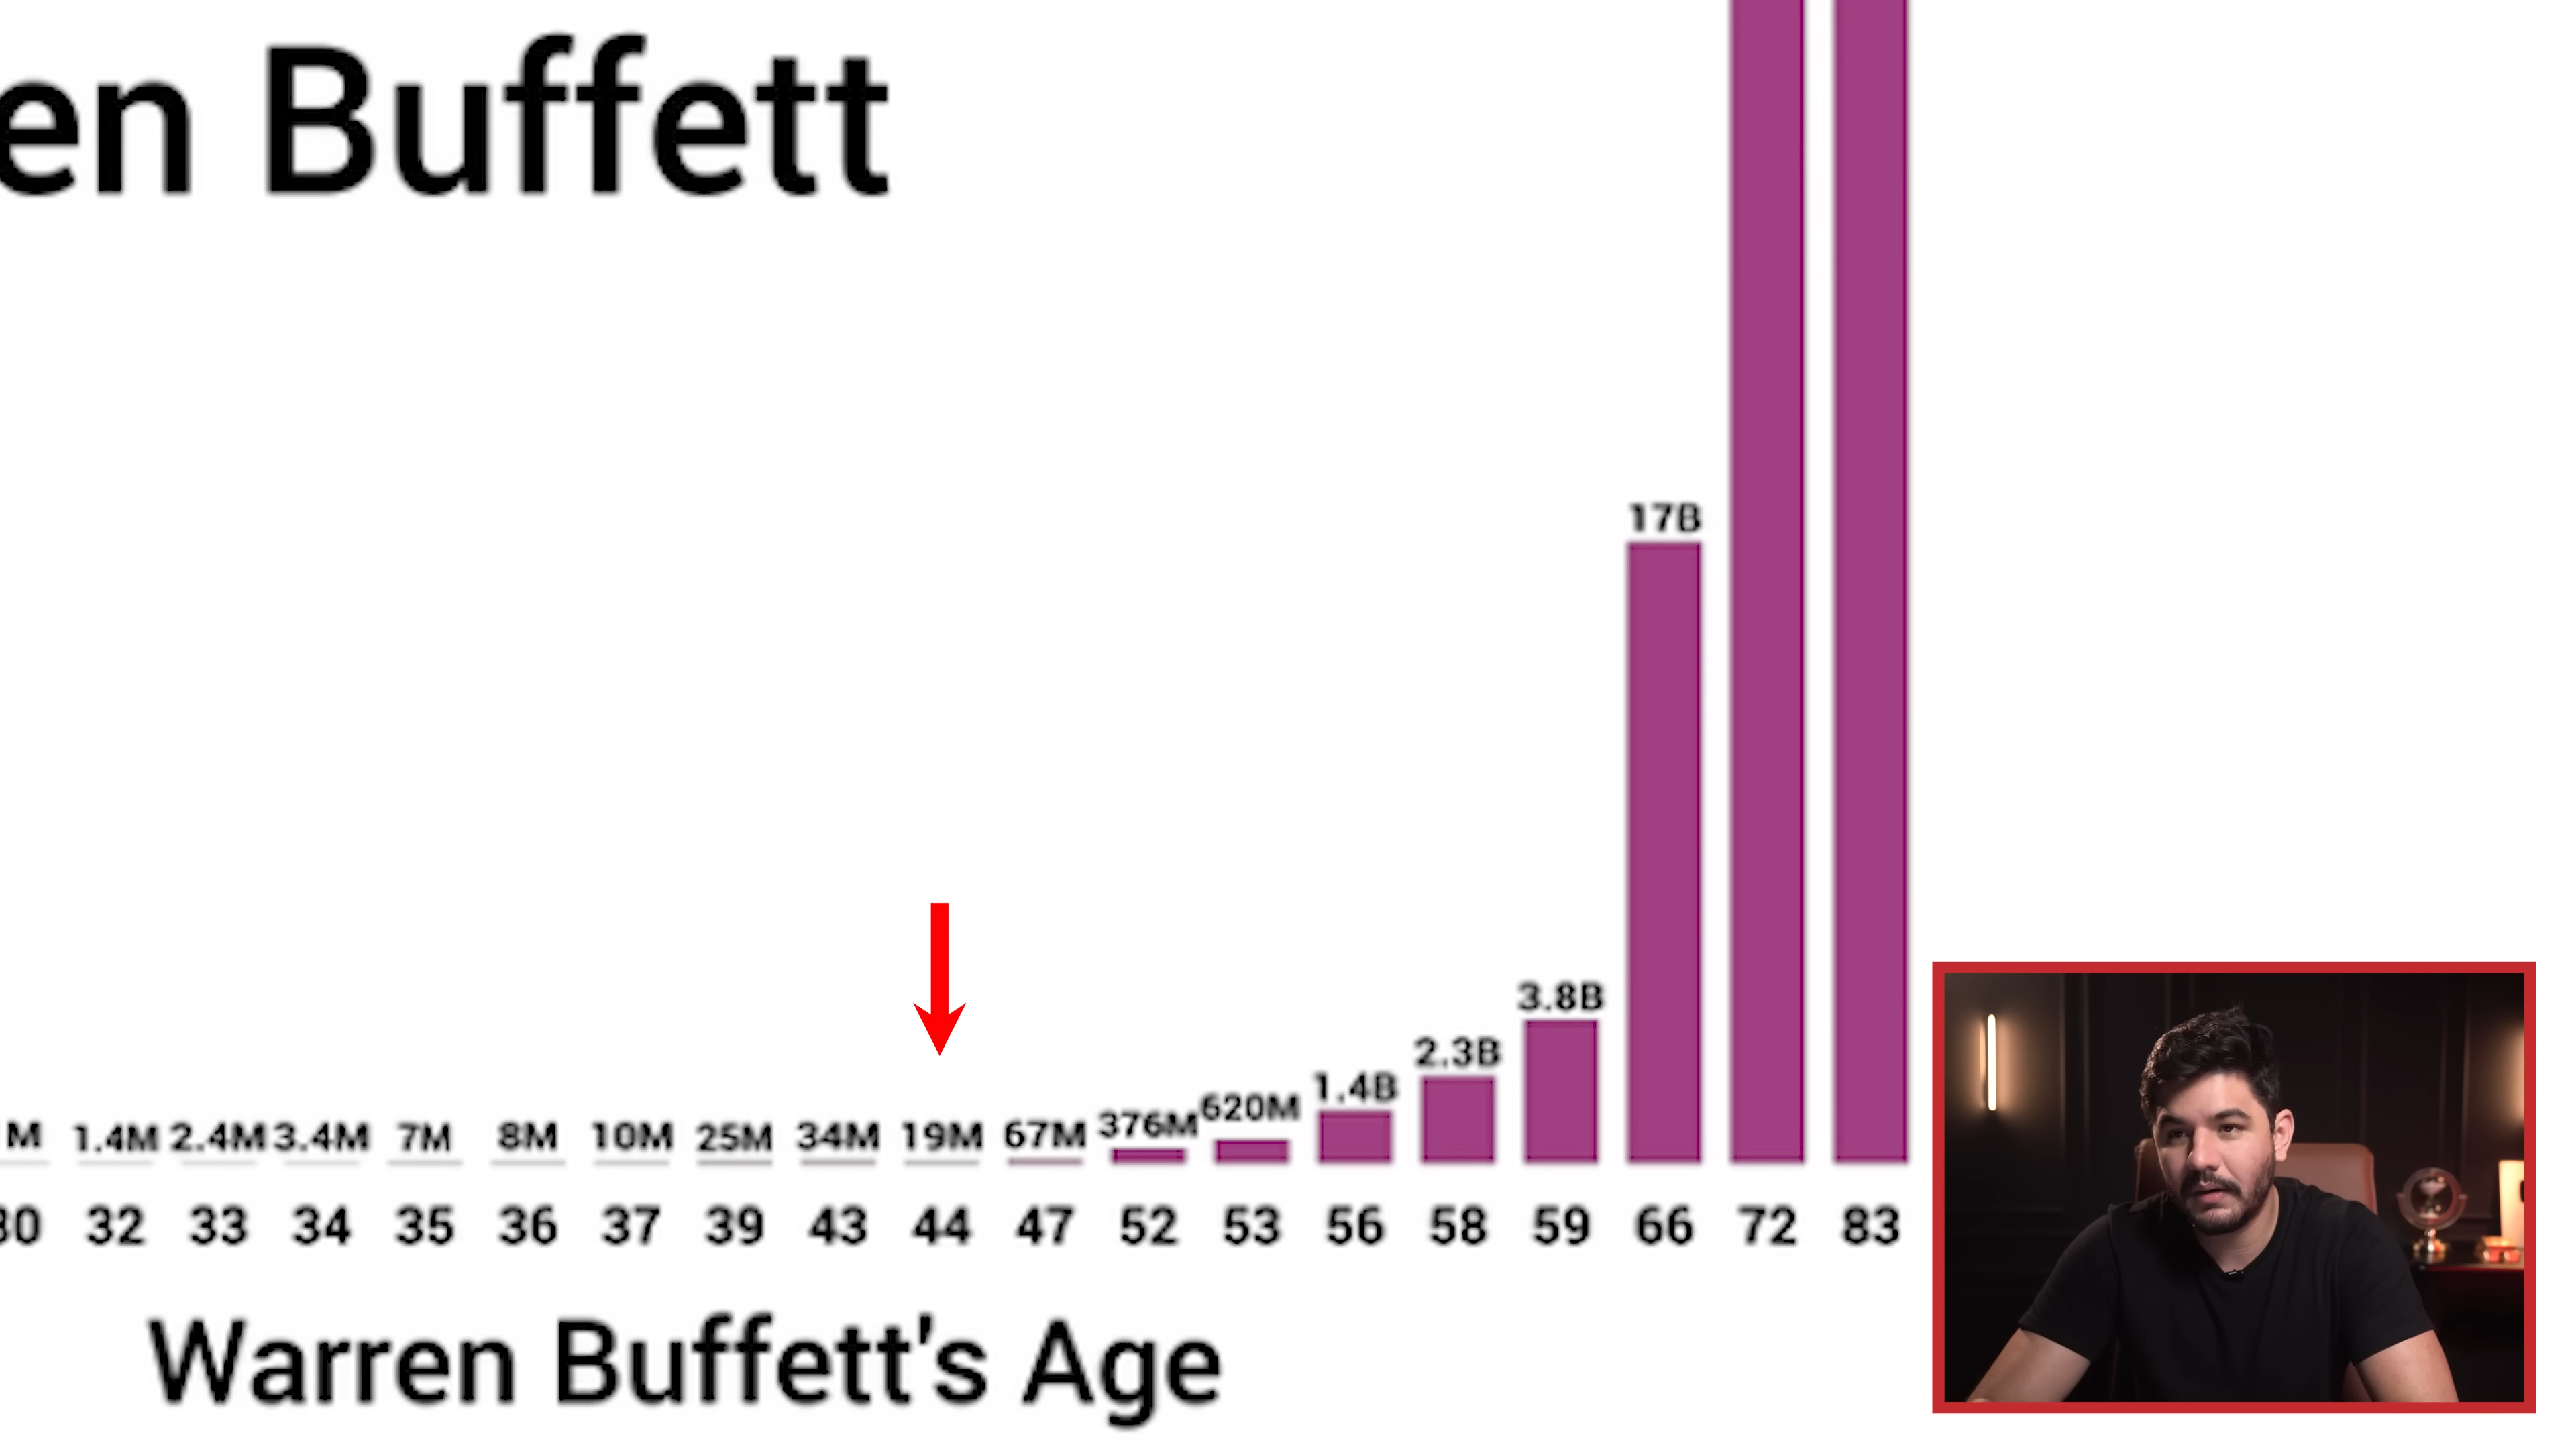 en Buffett
17B
3.8B
2.3B
1.4B
620M
376M
M 1.4M 2.4M 3.4M 7M 8M 10M 25M 34M 19M 67M
30 32 33 34 35 36 37 39 43 44 47 52 53 56 58 59 66 72 83
Warren Buffett's Age